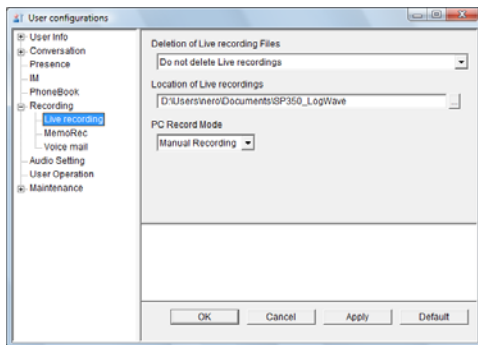 User configurations
User Info
Conversation
Presence
IM
PhoneBook
Recording
Live recording
MemoRec
Voice mail
Audio Setting
User Operation
Maintenance
Deletion of Live recording Files
Do not delete Live recordings
Location of Live recordings
D:\Users\nero\Documents\SP350_LogWave
...
PC Record Mode
Manual Recording
OK Cancel Apply Default